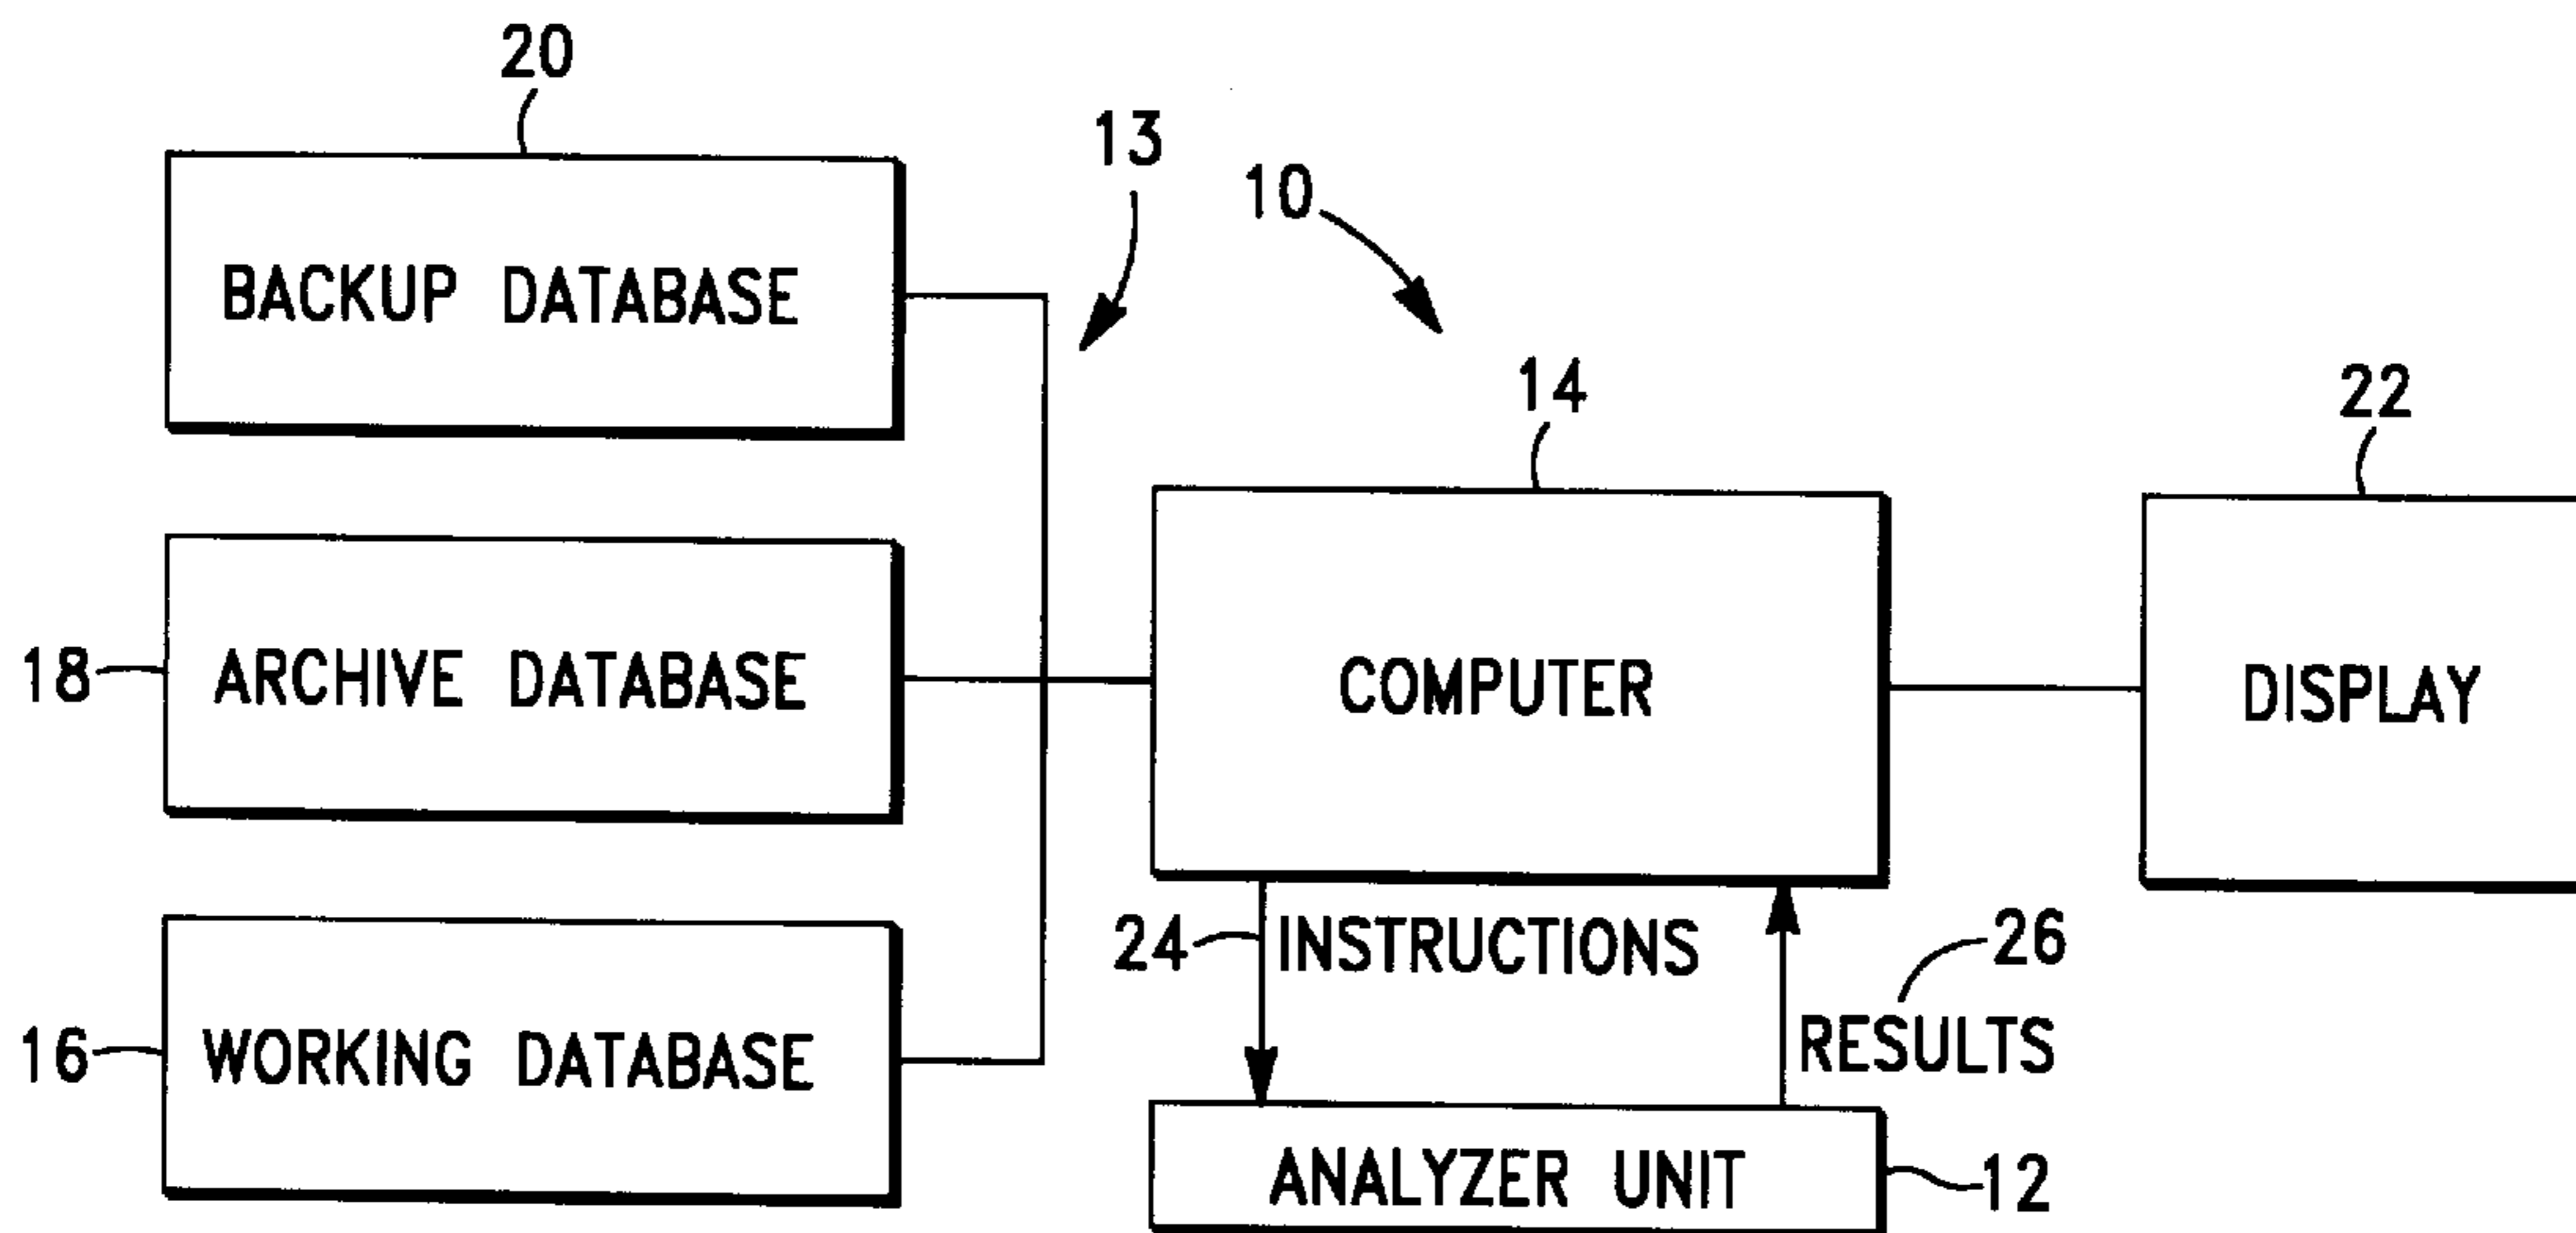 20
13
10
BACKUP DATABASE
14
22
18
ARCHIVE DATABASE
COMPUTER
DISPLAY
24
INSTRUCTIONS
26
RESULTS
16
WORKING DATABASE
ANALYZER UNIT
12